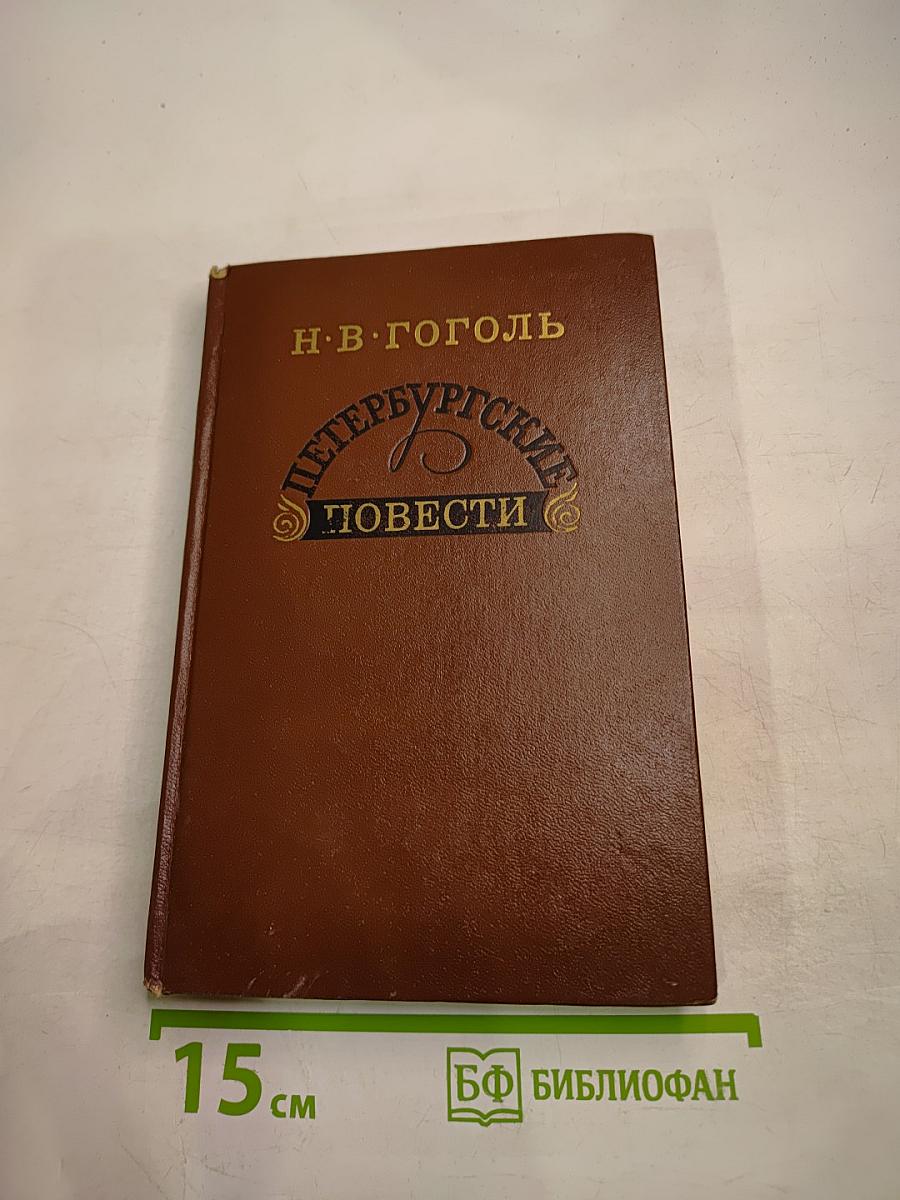 Н·В·ГОГОЛЬ
ПЕТЕРБУРГСКИЕ
ПОВЕСТИ
15 см
БФ БИБЛИОФАН